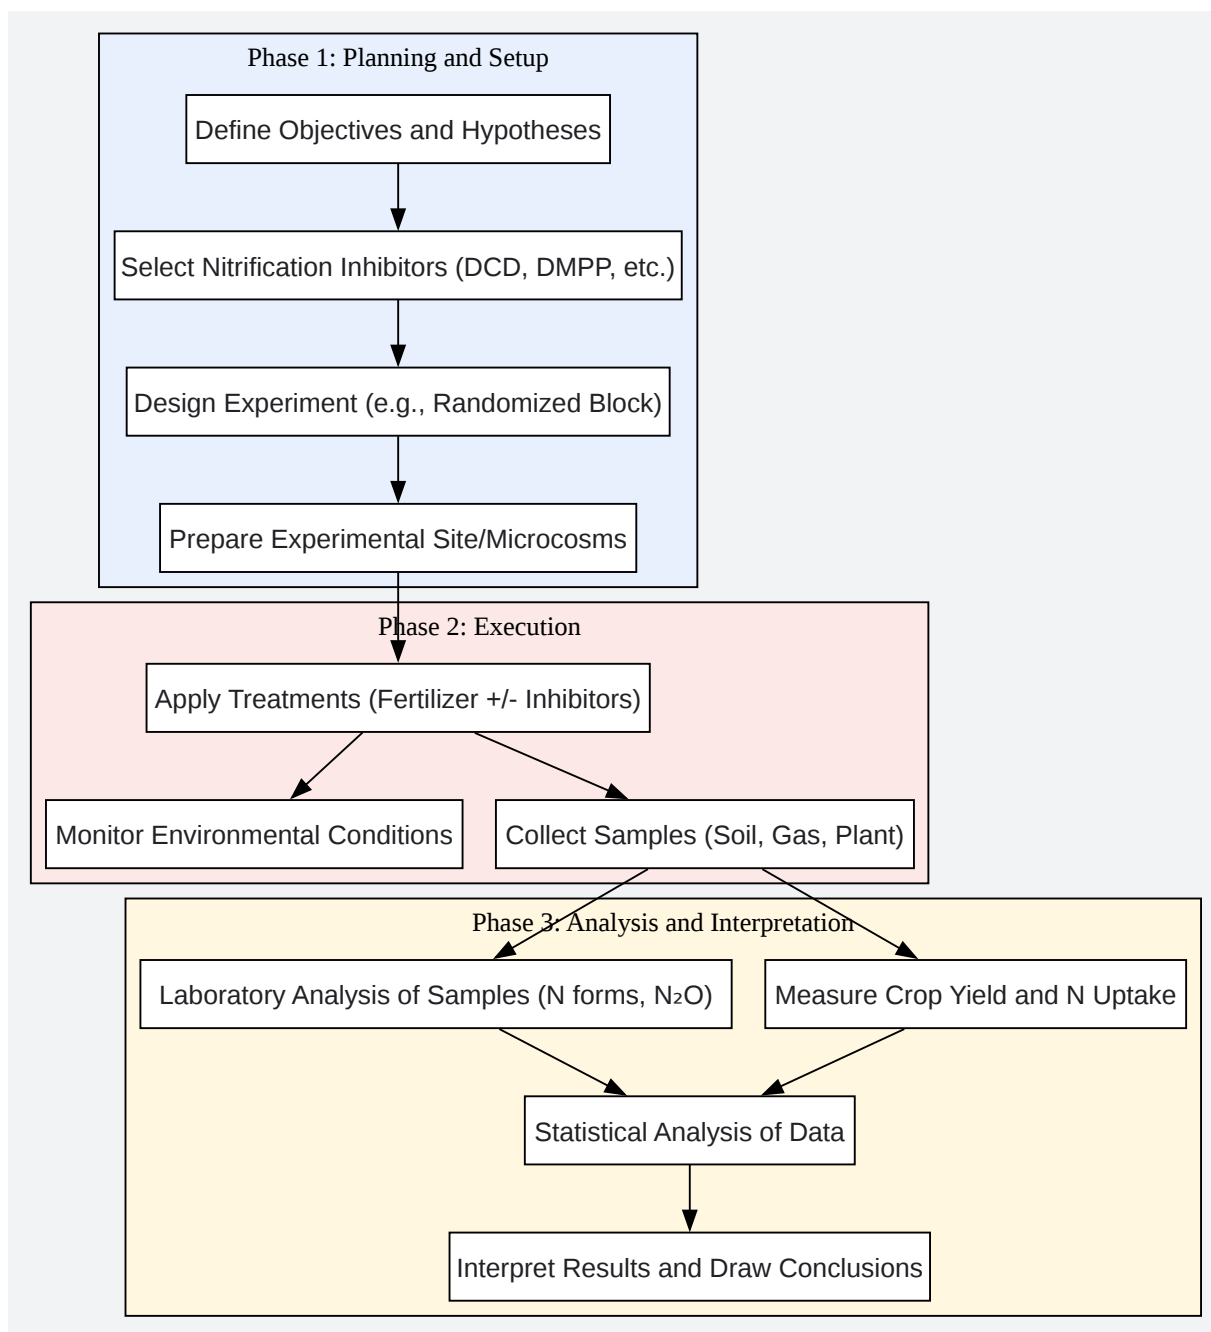 Phase 1: Planning and Setup
Define Objectives and Hypotheses
Select Nitrification Inhibitors (DCD, DMPP, etc.)
Design Experiment (e.g., Randomized Block)
Prepare Experimental Site/Microcosms
Phase 2: Execution
Apply Treatments (Fertilizer +/- Inhibitors)
Monitor Environmental Conditions
Collect Samples (Soil, Gas, Plant)
Phase 3: Analysis and Interpretation
Laboratory Analysis of Samples (N forms, N₂O)
Measure Crop Yield and N Uptake
Statistical Analysis of Data
Interpret Results and Draw Conclusions